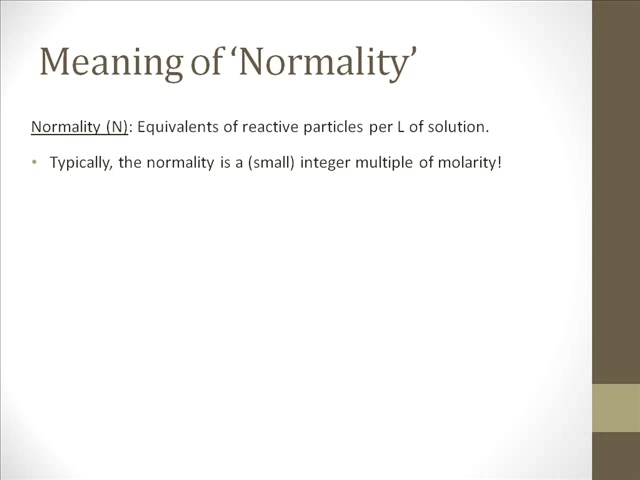 Meaning of ‘Normality’
Normality (N): Equivalents of reactive particles per L of solution.
• Typically, the normality is a (small) integer multiple of molarity!